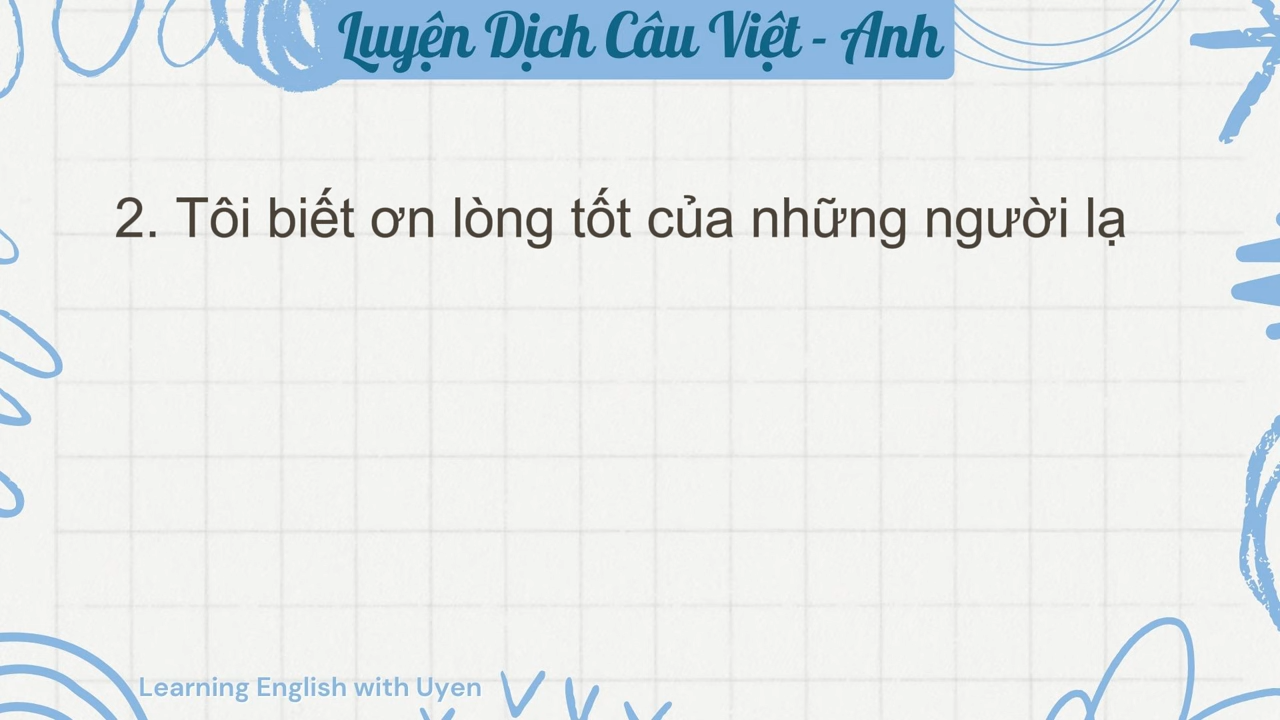 Luyện Dịch Câu Việt - Anh
2. Tôi biết ơn lòng tốt của những người lạ
Learning English with Uyen